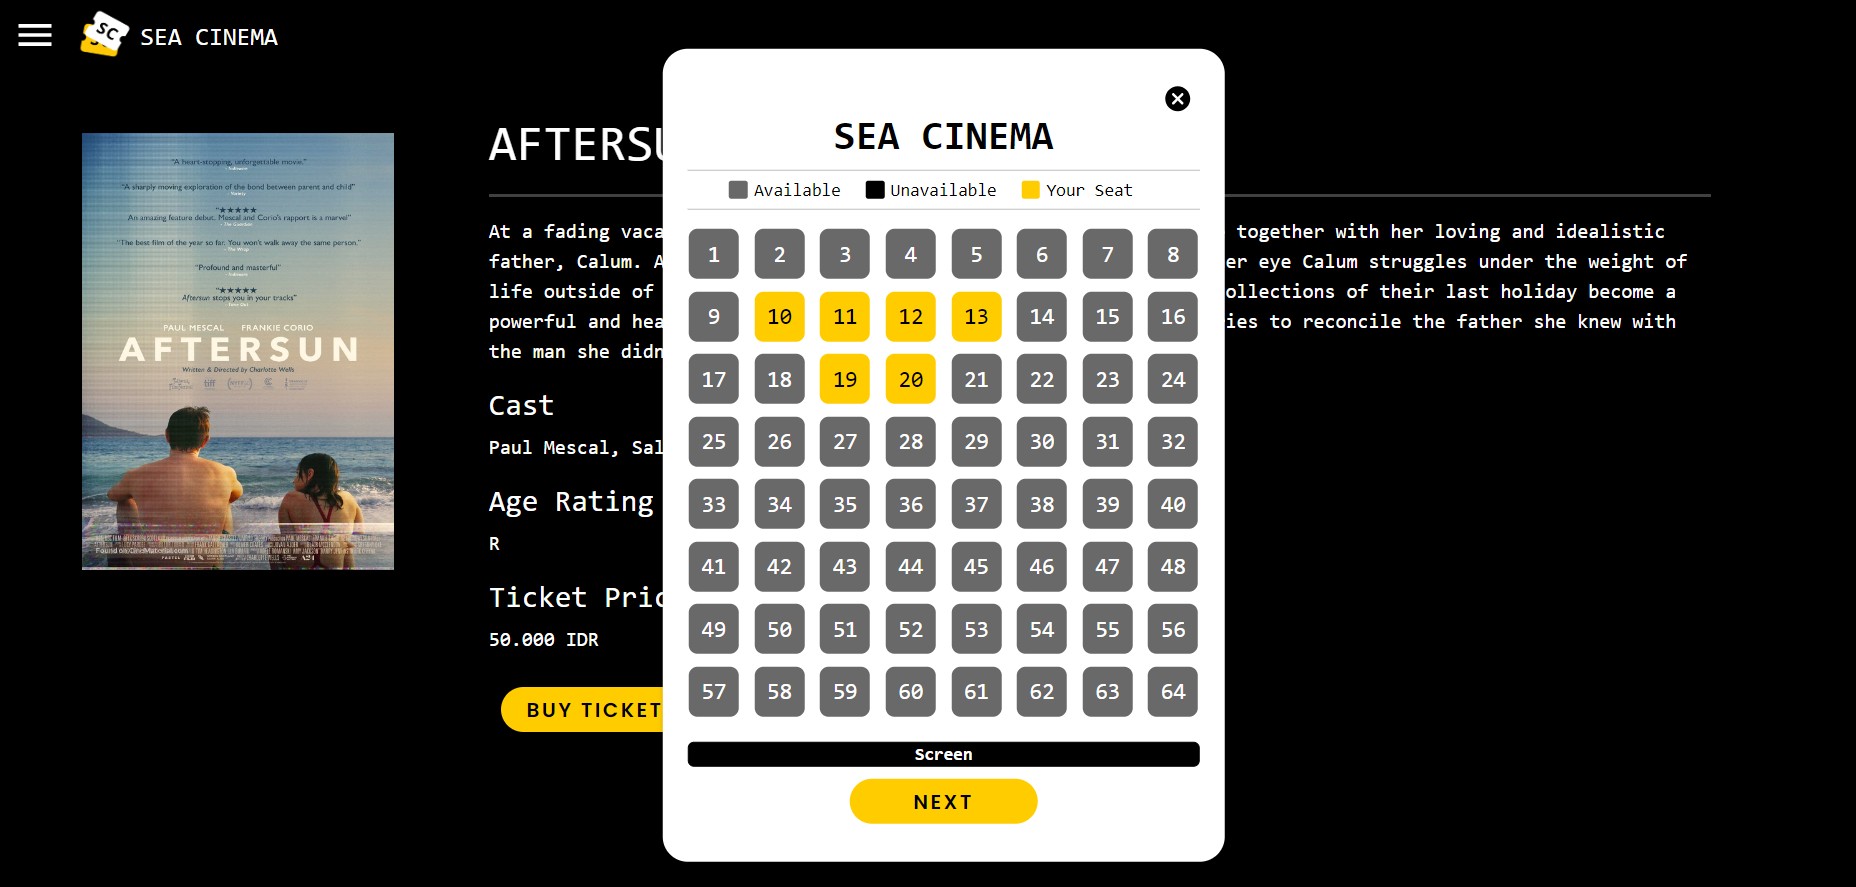 SC
SEA CINEMA
"A heart-stopping, unforgettable movie."
"A sharply moving exploration of the bond between parent and child"
An amazing feature debut. Mescal and Corio's rapport is a marvel"
"The best film of the year so far. You won't walk away the same person."
"Profound and masterful"
Aftersun stops you in your tracks"
PAUL MESCAL FRANKIE CORIO
AFTERSUN
Written & Directed by Charlotte Wells
tiff
AFTERSU
At a fading vaca
father, Calum. A
life outside of
powerful and hea
the man she didn
together with her loving and idealistic
er eye Calum struggles under the weight of
ollections of their last holiday become a
ies to reconcile the father she knew with
Cast
Paul Mescal, Sal
Age Rating
R
Ticket Pric
50.000 IDR
BUY TICKET
SEA CINEMA
Available Unavailable Your Seat
1 2 3 4 5 6 7 8
9 10 11 12 13 14 15 16
17 18 19 20 21 22 23 24
25 26 27 28 29 30 31 32
33 34 35 36 37 38 39 40
41 42 43 44 45 46 47 48
49 50 51 52 53 54 55 56
57 58 59 60 61 62 63 64
Screen
NEXT